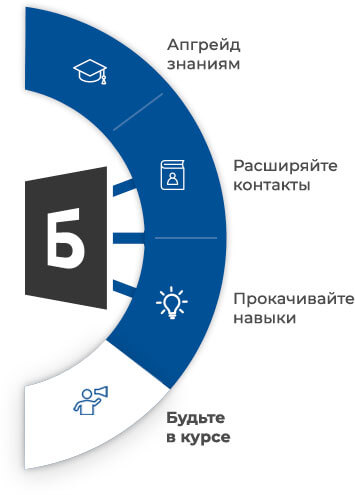 Апгрейд
знаниям
Расширяйте
контакты
Б
Прокачивайте
навыки
Будьте
в курсе